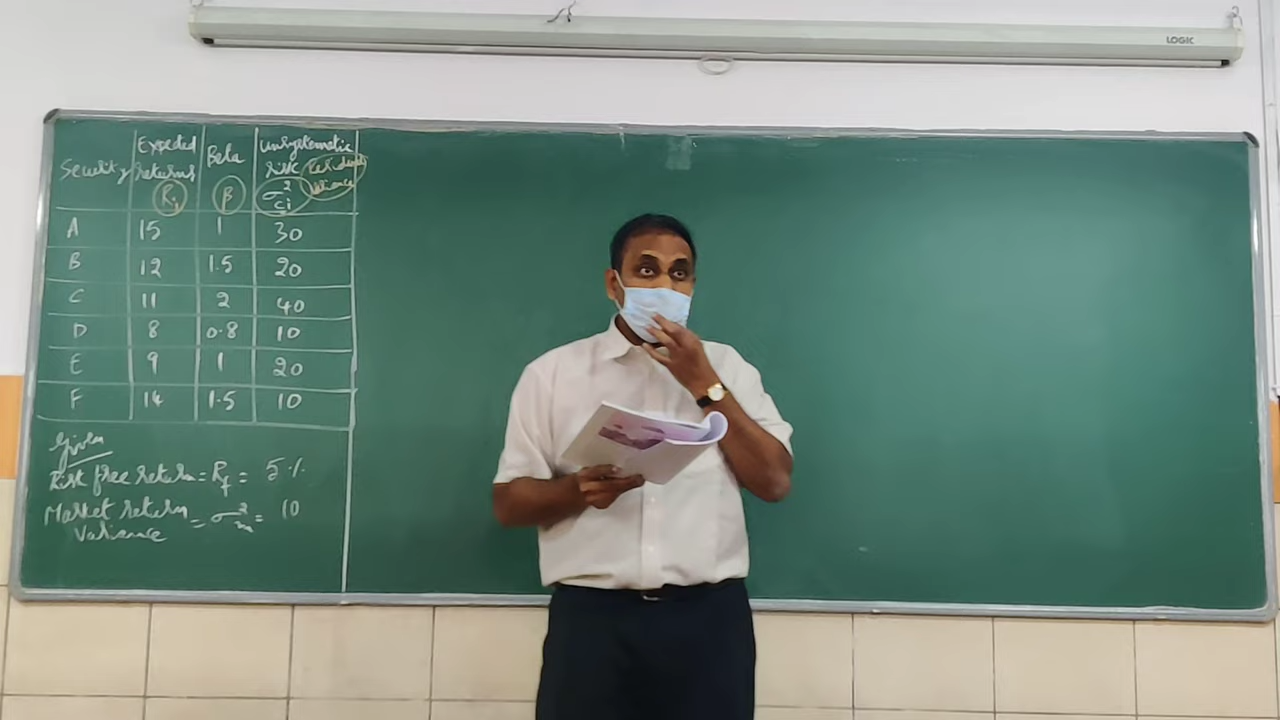 LOGIC
Security Expected returns Ri Beta β Unsystematic risk σ²ci Residual variance
A 15 1 30
B 12 1.5 20
C 11 2 40
D 8 0.8 10
E 9 1 20
F 14 1.5 10
Given
Risk free return = Rf = 5%
Market return Variance = σ²m = 10